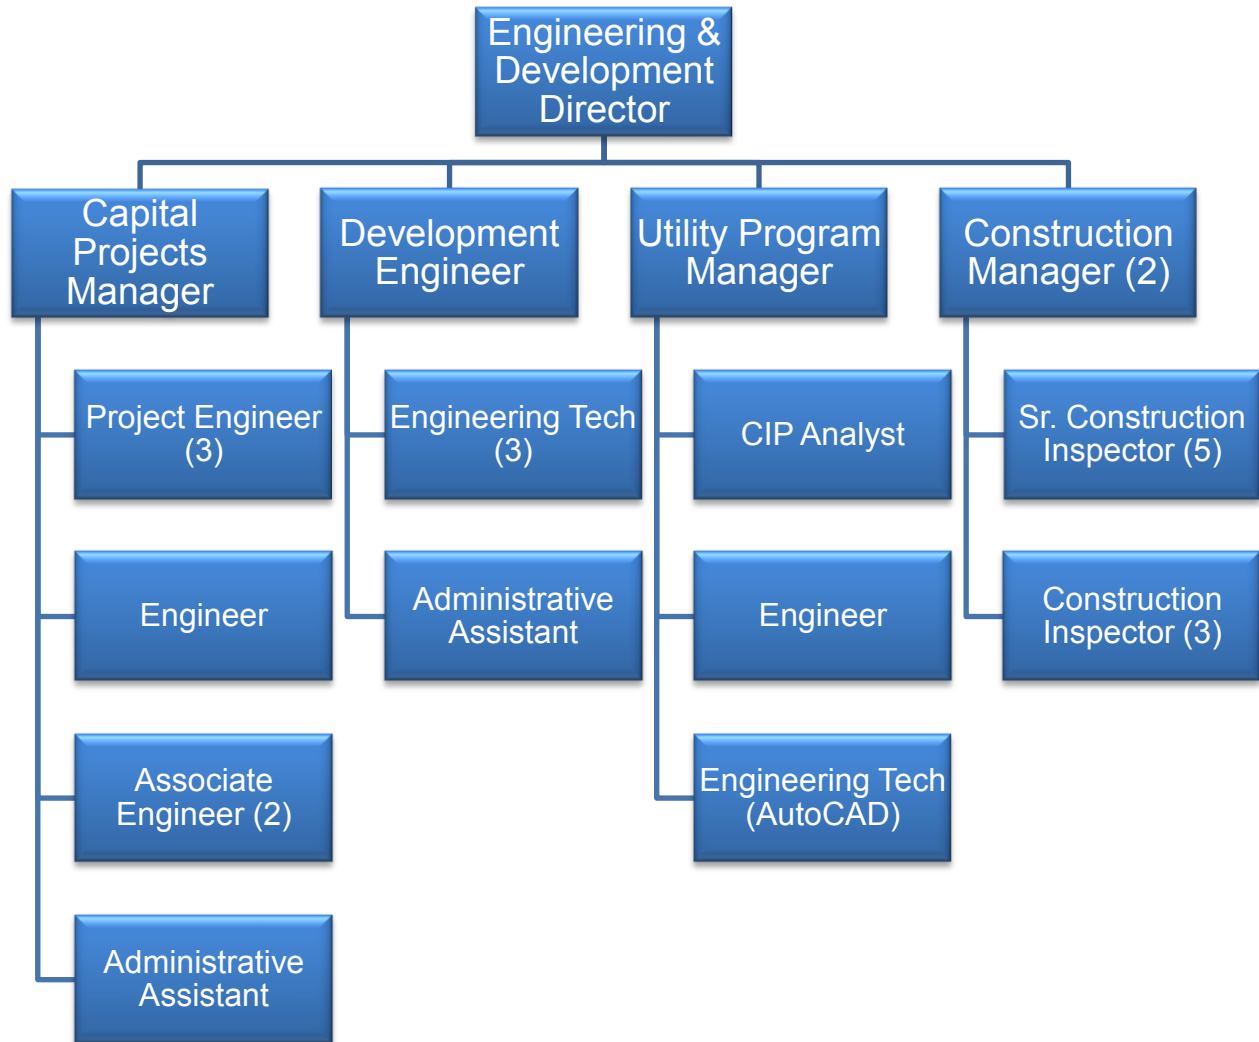 Engineering &
Development
Director
Capital
Projects
Manager
Development
Engineer
Utility Program
Manager
Construction
Manager (2)
Project Engineer
(3)
Engineering Tech
(3)
CIP Analyst
Sr. Construction
Inspector (5)
Engineer
Administrative
Assistant
Engineer
Construction
Inspector (3)
Associate
Engineer (2)
Engineering Tech
(AutoCAD)
Administrative
Assistant